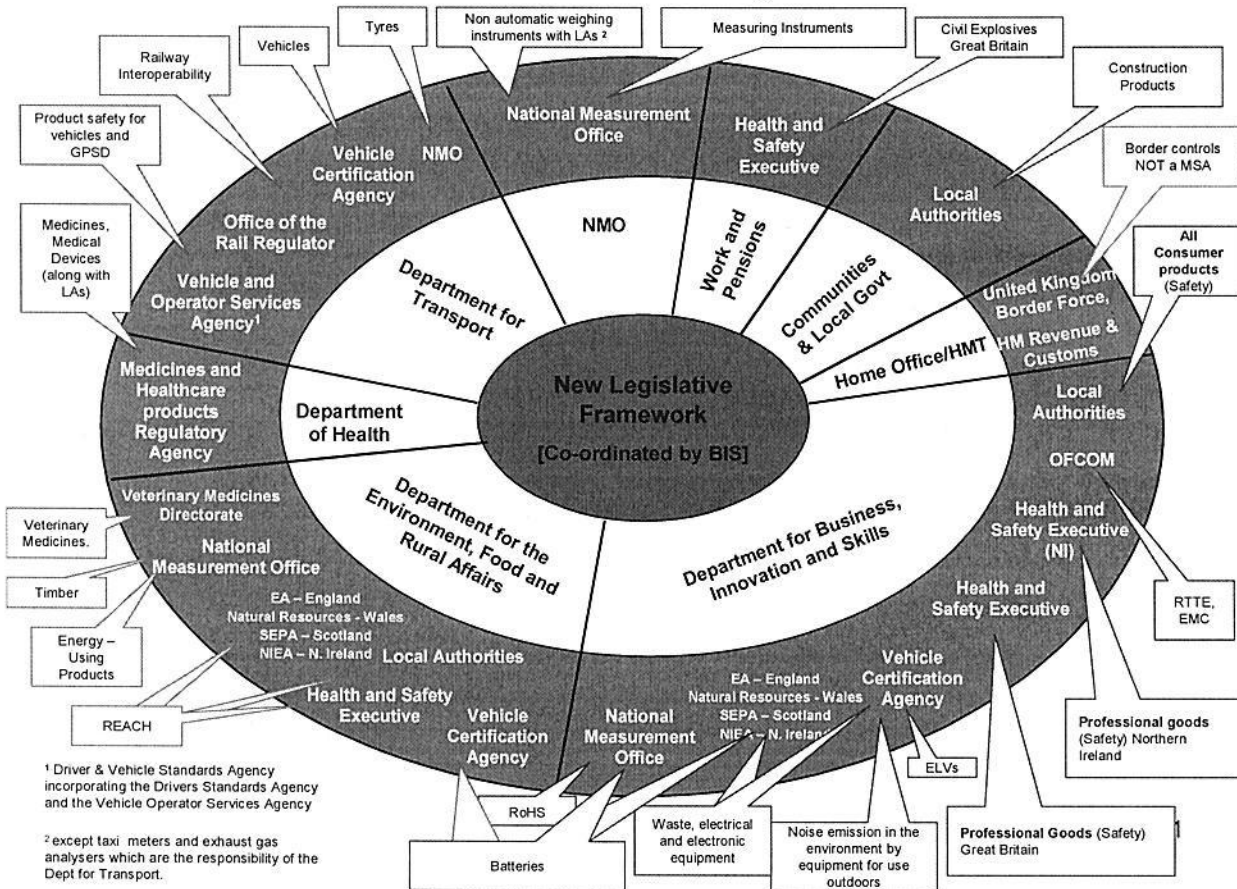 Tyres
Non automatic weighing
instruments with LAs ²
Measuring Instruments
Civil Explosives
Great Britain
Vehicles
Railway
Interoperability
Construction
Products
Product safety for
vehicles and
GPSD
Border controls
NOT a MSA
Medicines,
Medical
Devices
(along with
LAs)
All
Consumer
products
(Safety)
National Measurement
Office
Health and
Safety
Executive
Vehicle
Certification
Agency
NMO
Local
Authorities
Office of the
Rail Regulator
Vehicle and
Operator Services
Agency¹
United Kingdom
Border Force,
HM Revenue &
Customs
Medicines and
Healthcare
products
Regulatory
Agency
NMO
Work and
Pensions
Communities
& Local Govt
Department for
Transport
Home Office/HMT
Department
of Health
New Legislative
Framework
[Co-ordinated by BIS]
Local
Authorities
OFCOM
Health and
Safety Executive
(NI)
Health and
Safety Executive
Department for the
Environment, Food and
Rural Affairs
Department for Business,
Innovation and Skills
Veterinary Medicines
Directorate
National
Measurement Office
EA – England
Natural Resources - Wales
SEPA – Scotland
NIEA – N. Ireland
Local Authorities
Health and Safety
Executive
Vehicle
Certification
Agency
National
Measurement
Office
EA – England
Natural Resources - Wales
SEPA – Scotland
NIEA – N. Ireland
Vehicle
Certification
Agency
Veterinary
Medicines.
Timber
Energy –
Using
Products
REACH
RTTE,
EMC
Professional goods
(Safety) Northern
Ireland
ELVs
RoHS
Batteries
Waste, electrical
and electronic
equipment
Noise emission in the
environment by
equipment for use
outdoors
Professional Goods (Safety)
Great Britain
1
¹ Driver & Vehicle Standards Agency
incorporating the Drivers Standards Agency
and the Vehicle Operator Services Agency
² except taxi meters and exhaust gas
analysers which are the responsibility of the
Dept for Transport.